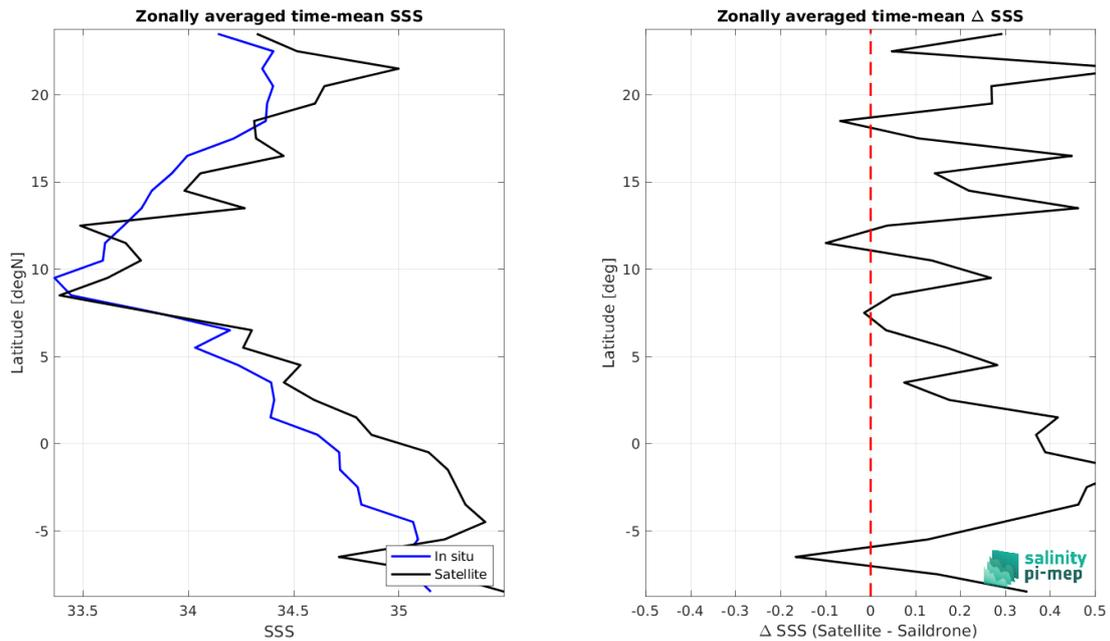 Zonally averaged time-mean SSS
20
15
10
5
0
-5
Latitude [degN]
33.5
34
34.5
35
SSS
In situ
Satellite
Zonally averaged time-mean Δ SSS
20
15
10
5
0
-5
Latitude [deg]
-0.5
-0.4
-0.3
-0.2
-0.1
0
0.1
0.2
0.3
0.4
0.5
Δ SSS (Satellite - Saildrone)
salinity
pi-mep